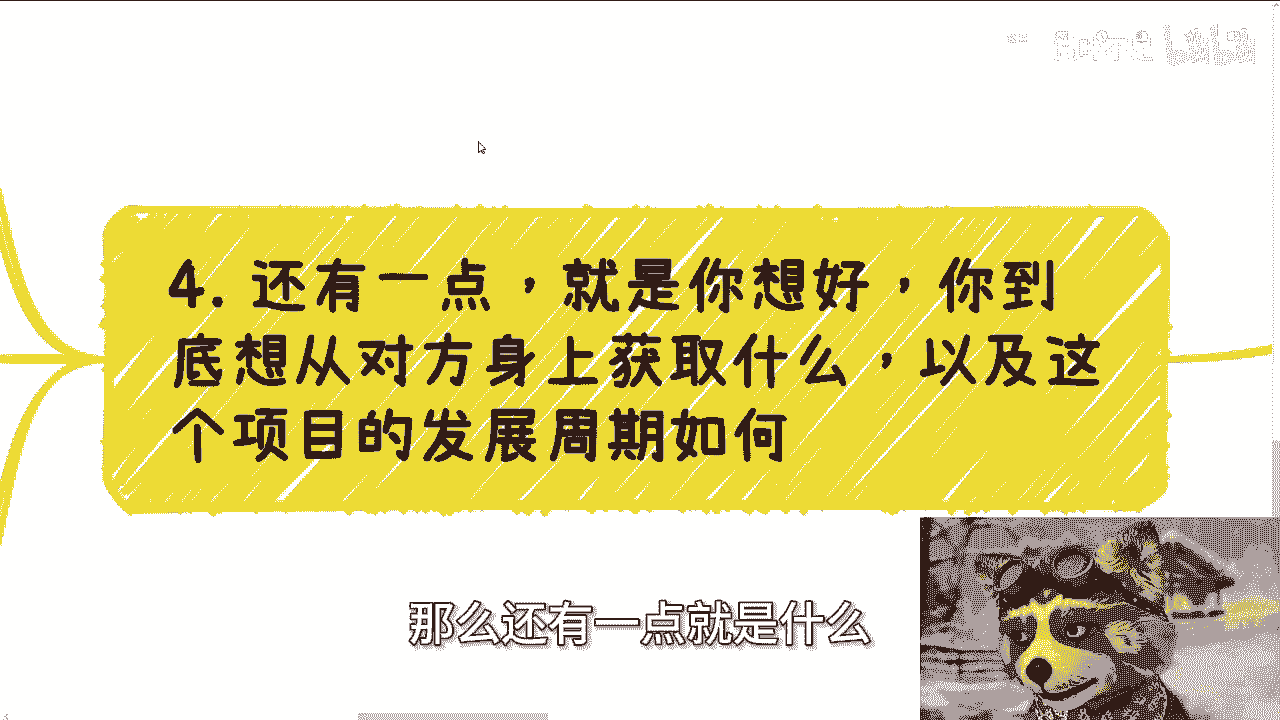 4. 还有一点，就是你想好，你到
底想从对方身上获取什么，以及这
个项目的发展周期如何
那么还有一点就是什么